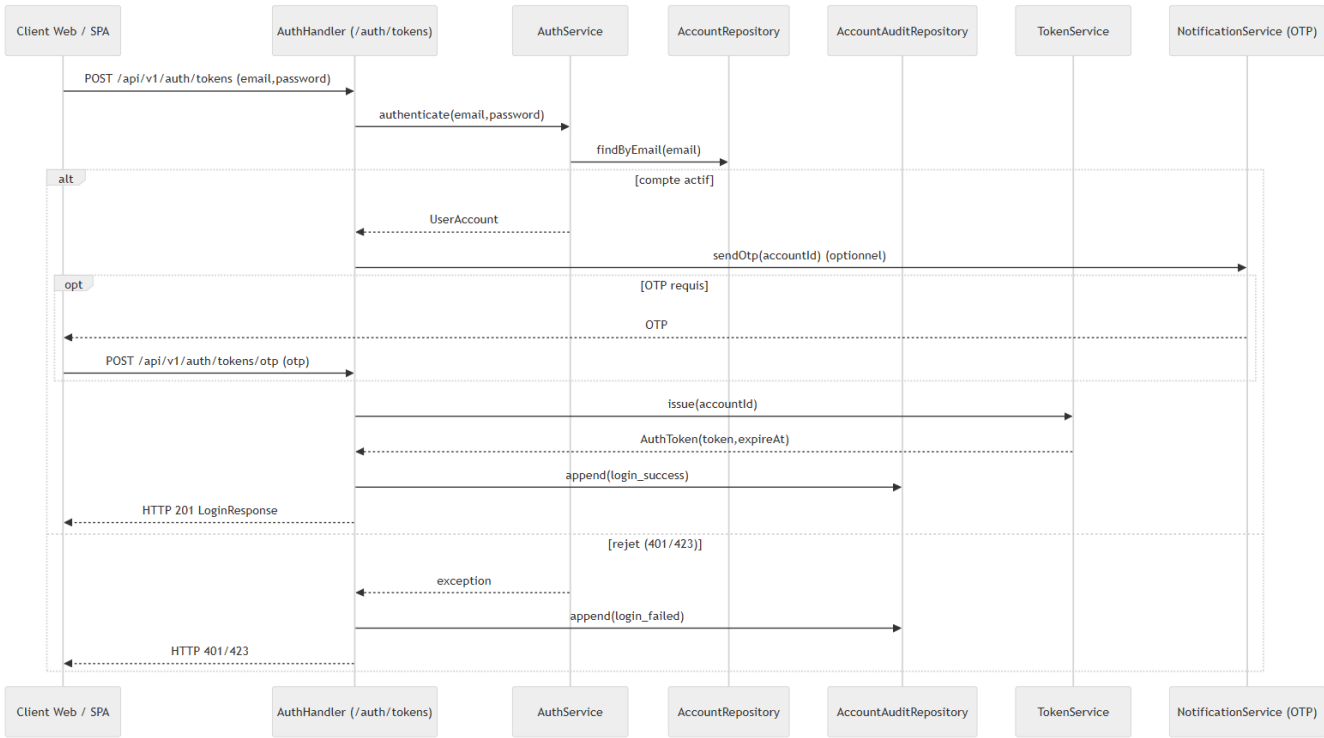 Client Web / SPA
AuthHandler (/auth/tokens)
AuthService
AccountRepository
AccountAuditRepository
TokenService
NotificationService (OTP)
POST /api/v1/auth/tokens (email,password)
authenticate(email,password)
findByEmail(email)
alt
[compte actif]
UserAccount
sendOtp(accountId) (optionnel)
opt
[OTP requis]
OTP
POST /api/v1/auth/tokens/otp (otp)
issue(accountId)
AuthToken(token,expireAt)
append(login_success)
HTTP 201 LoginResponse
[rejet (401/423)]
exception
append(login_failed)
HTTP 401/423
Client Web / SPA
AuthHandler (/auth/tokens)
AuthService
AccountRepository
AccountAuditRepository
TokenService
NotificationService (OTP)